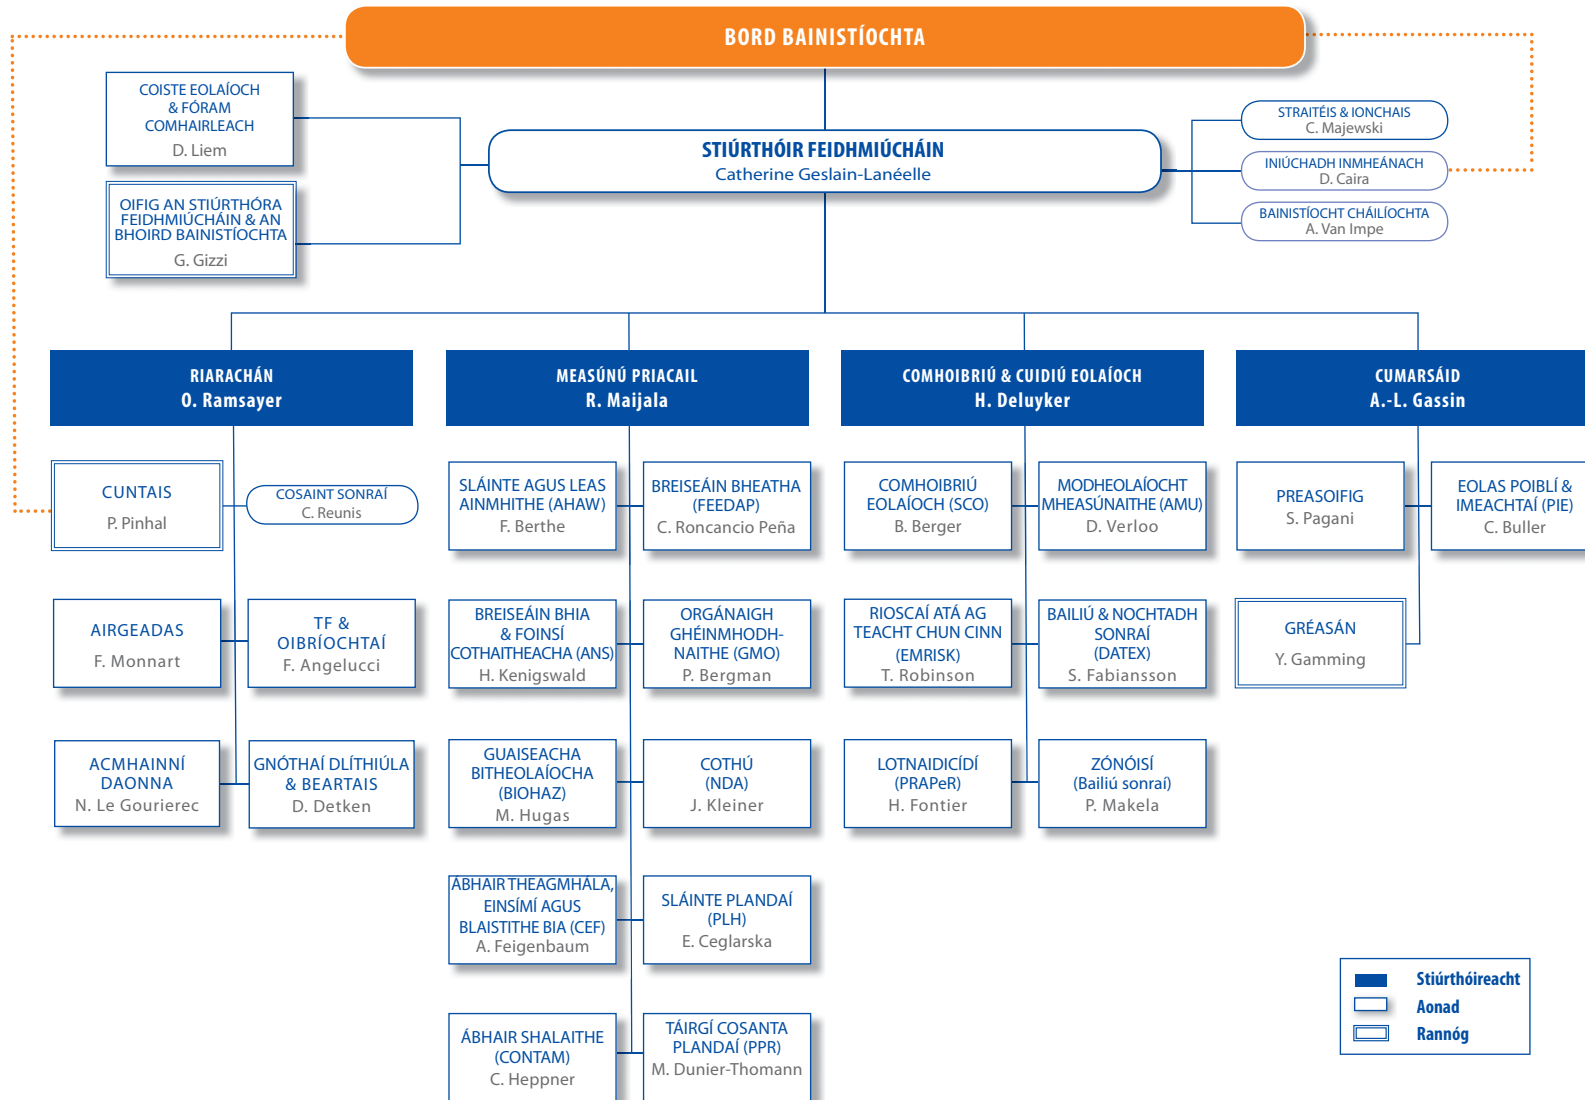 BORD BAINISTÍOCHTA
COISTE EOLAÍOCH
& FÓRAM
COMHAIRLEACH
D. Liem
OIFIG AN STIÚRTHÓRA
FEIDHMIÚCHÁIN & AN
BHOIRD BAINISTÍOCHTA
G. Gizzi
STIÚRTHÓIR FEIDHMIÚCHÁIN
Catherine Geslain-Lanéelle
STRAITÉIS & IONCHAIS
C. Majewski
INIÚCHADH INMHEÁNACH
D. Caira
BAINISTÍOCHT CHÁILÍOCHTA
A. Van Impe
RIARACHÁN
O. Ramsayer
CUNTAIS
P. Pinhal
COSAINT SONRAÍ
C. Reunis
AIRGEADAS
F. Monnart
TF &
OIBRÍOCHTAÍ
F. Angelucci
ACMHAINNÍ
DAONNA
N. Le Gourierec
GNÓTHAÍ DLÍTHIÚLA
& BEARTAIS
D. Detken
MEASÚNÚ PRIACAIL
R. Maijala
SLÁINTE AGUS LEAS
AINMHITHE (AHAW)
F. Berthe
BREISEÁIN BHEATHA
(FEEDAP)
C. Roncancio Peña
BREISEÁIN BHIA
& FOINSÍ
COTHAITHEACHA (ANS)
H. Kenigswald
ORGÁNAIGH
GHÉINMHODH-
NAITHE (GMO)
P. Bergman
GUAISEACHA
BITHEOLAÍOCHA
(BIOHAZ)
M. Hugas
COTHÚ
(NDA)
J. Kleiner
ÁBHAIR THEAGMHÁLA,
EINSÍMÍ AGUS
BLAISTITHE BIA (CEF)
A. Feigenbaum
SLÁINTE PLANDAÍ
(PLH)
E. Ceglarska
ÁBHAIR SHALAITHE
(CONTAM)
C. Heppner
TÁIRGÍ COSANTA
PLANDAÍ (PPR)
M. Dunier-Thomann
COMHOIBRIÚ & CUIDIÚ EOLAÍOCH
H. Deluyker
COMHOIBRIÚ
EOLAÍOCH (SCO)
B. Berger
MODHEOLAÍOCHT
MHEASÚNAITHE (AMU)
D. Verloo
RIOSCAÍ ATÁ AG
TEACHT CHUN CINN
(EMRISK)
T. Robinson
BAILIÚ & NOCHTADH
SONRAÍ
(DATEX)
S. Fabiansson
LOTNAIDICÍDÍ
(PRAPeR)
H. Fontier
ZÓNÓISÍ
(Bailiú sonraí)
P. Makela
CUMARSÁID
A.-L. Gassin
PREASOIFIG
S. Pagani
EOLAS POIBLÍ &
IMEACHTAÍ (PIE)
C. Buller
GRÉASÁN
Y. Gamming
Stiúrthóireacht
Aonad
Rannóg